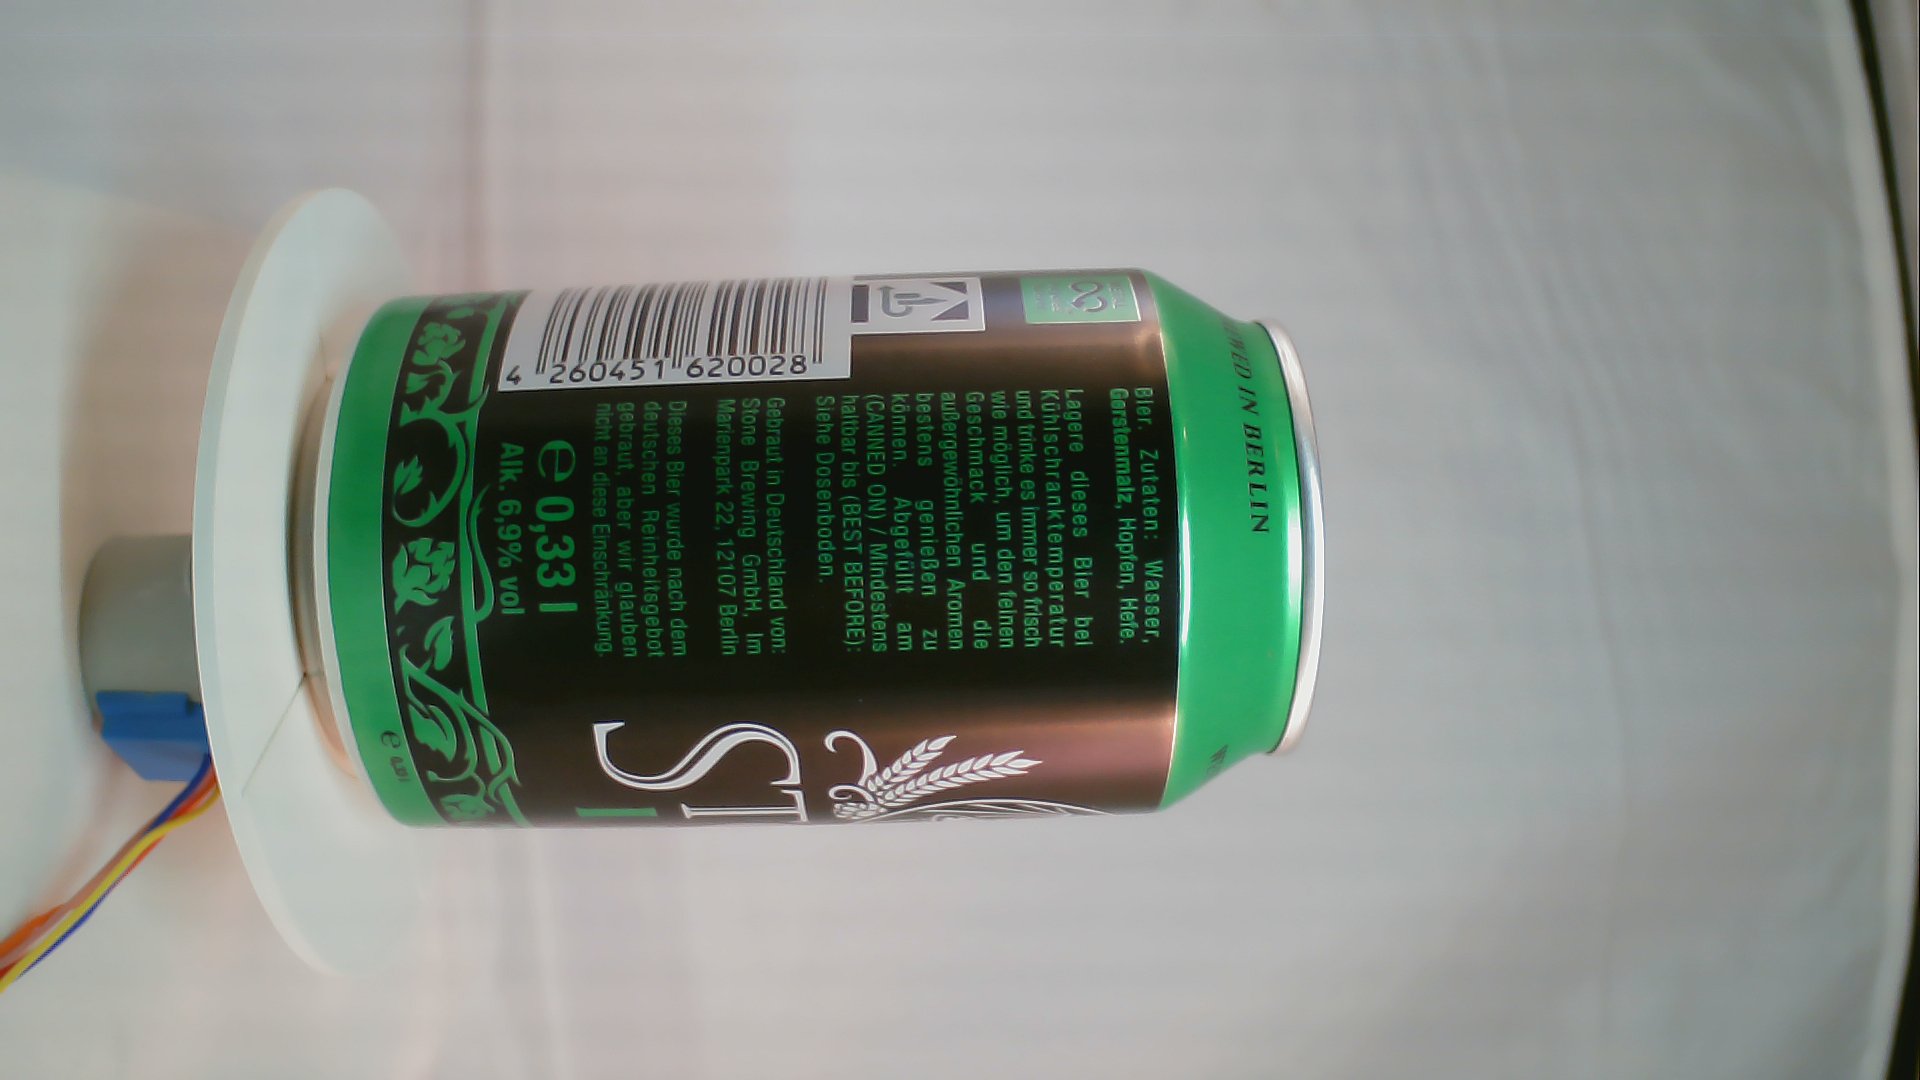 BREWED IN BERLIN
Bier. Zutaten: Wasser,
Gerstenmalz, Hopfen, Hefe.
Lagere dieses Bier bei
Kühlschranktemperatur
und trinke es immer so frisch
wie möglich, um den feinen
Geschmack und die
außergewöhnlichen Aromen
bestens genießen zu
können. Abgefüllt am
(CANNED ON) / Mindestens
haltbar bis (BEST BEFORE):
Siehe Dosenboden.
Gebraut in Deutschland von:
Stone Brewing GmbH, Im
Marienpark 22, 12107 Berlin
Dieses Bier wurde nach dem
deutschen Reinheitsgebot
gebraut, aber wir glauben
nicht an diese Einschränkung.
e 0,33 l
Alk. 6,9% vol
4 260451 620028
ST
e 0,33 l